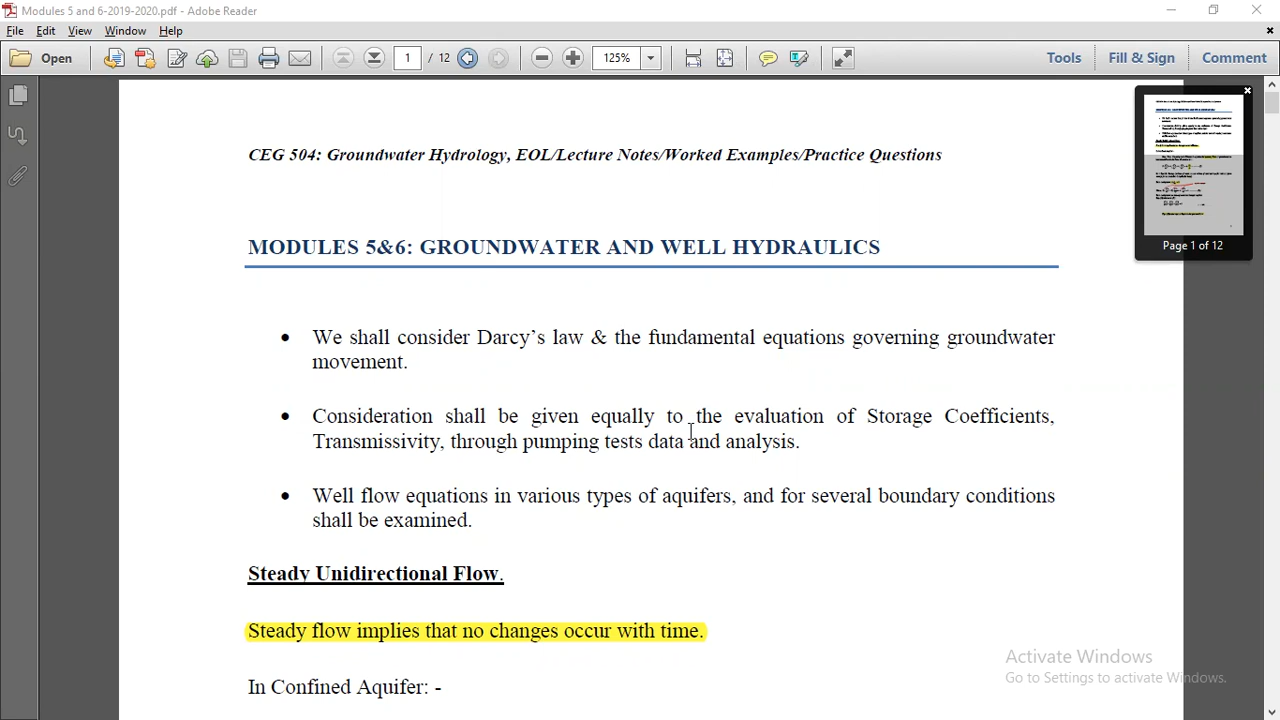 Modules 5 and 6-2019-2020.pdf - Adobe Reader
File Edit View Window Help
Open 1 / 12 125% Tools Fill & Sign Comment
CEG 504: Groundwater Hydrology, EOL/Lecture Notes/Worked Examples/Practice Questions
MODULES 5&6: GROUNDWATER AND WELL HYDRAULICS
Page 1 of 12
• We shall consider Darcy’s law & the fundamental equations governing groundwater
movement.
• Consideration shall be given equally to the evaluation of Storage Coefficients,
Transmissivity, through pumping tests data and analysis.
• Well flow equations in various types of aquifers, and for several boundary conditions
shall be examined.
Steady Unidirectional Flow.
Steady flow implies that no changes occur with time.
In Confined Aquifer: -
Activate Windows
Go to Settings to activate Windows.